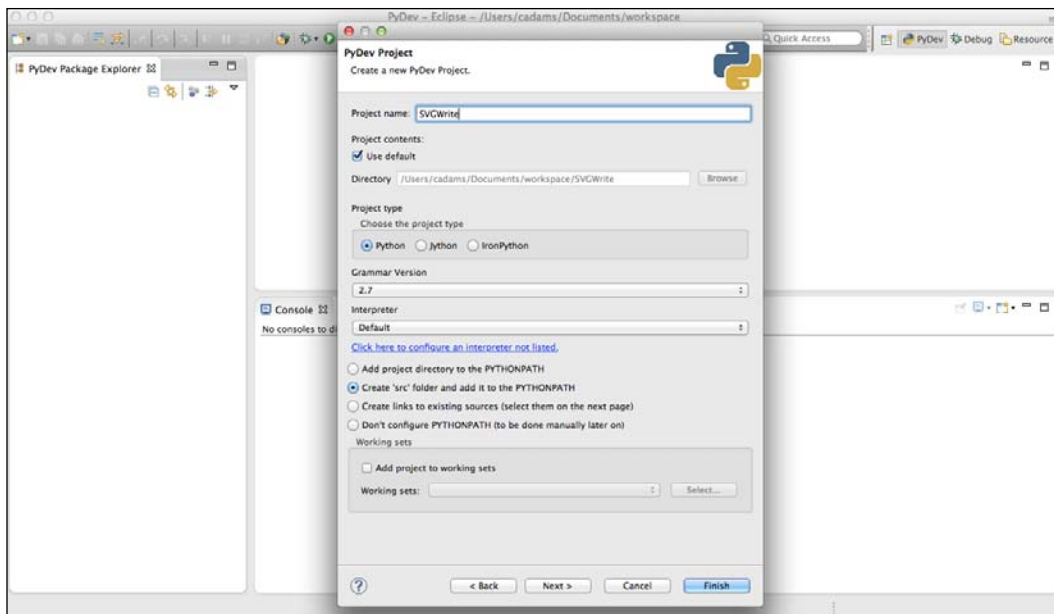 PyDev - Eclipse - /Users/cadams/Documents/workspace
Quick Access
PyDev
Debug
Resource
PyDev Package Explorer
PyDev Project
Create a new PyDev Project.
Project name: SVGWrite
Project contents:
Use default
Directory /Users/cadams/Documents/workspace/SVGWrite Browse
Project type
Choose the project type
Python Jython IronPython
Grammar Version
2.7
Interpreter
Default
Click here to configure an interpreter not listed.
Add project directory to the PYTHONPATH
Create 'src' folder and add it to the PYTHONPATH
Create links to existing sources (select them on the next page)
Don't configure PYTHONPATH (to be done manually later on)
Working sets
Add project to working sets
Working sets: Select...
? < Back Next > Cancel Finish
Console
No consoles to di